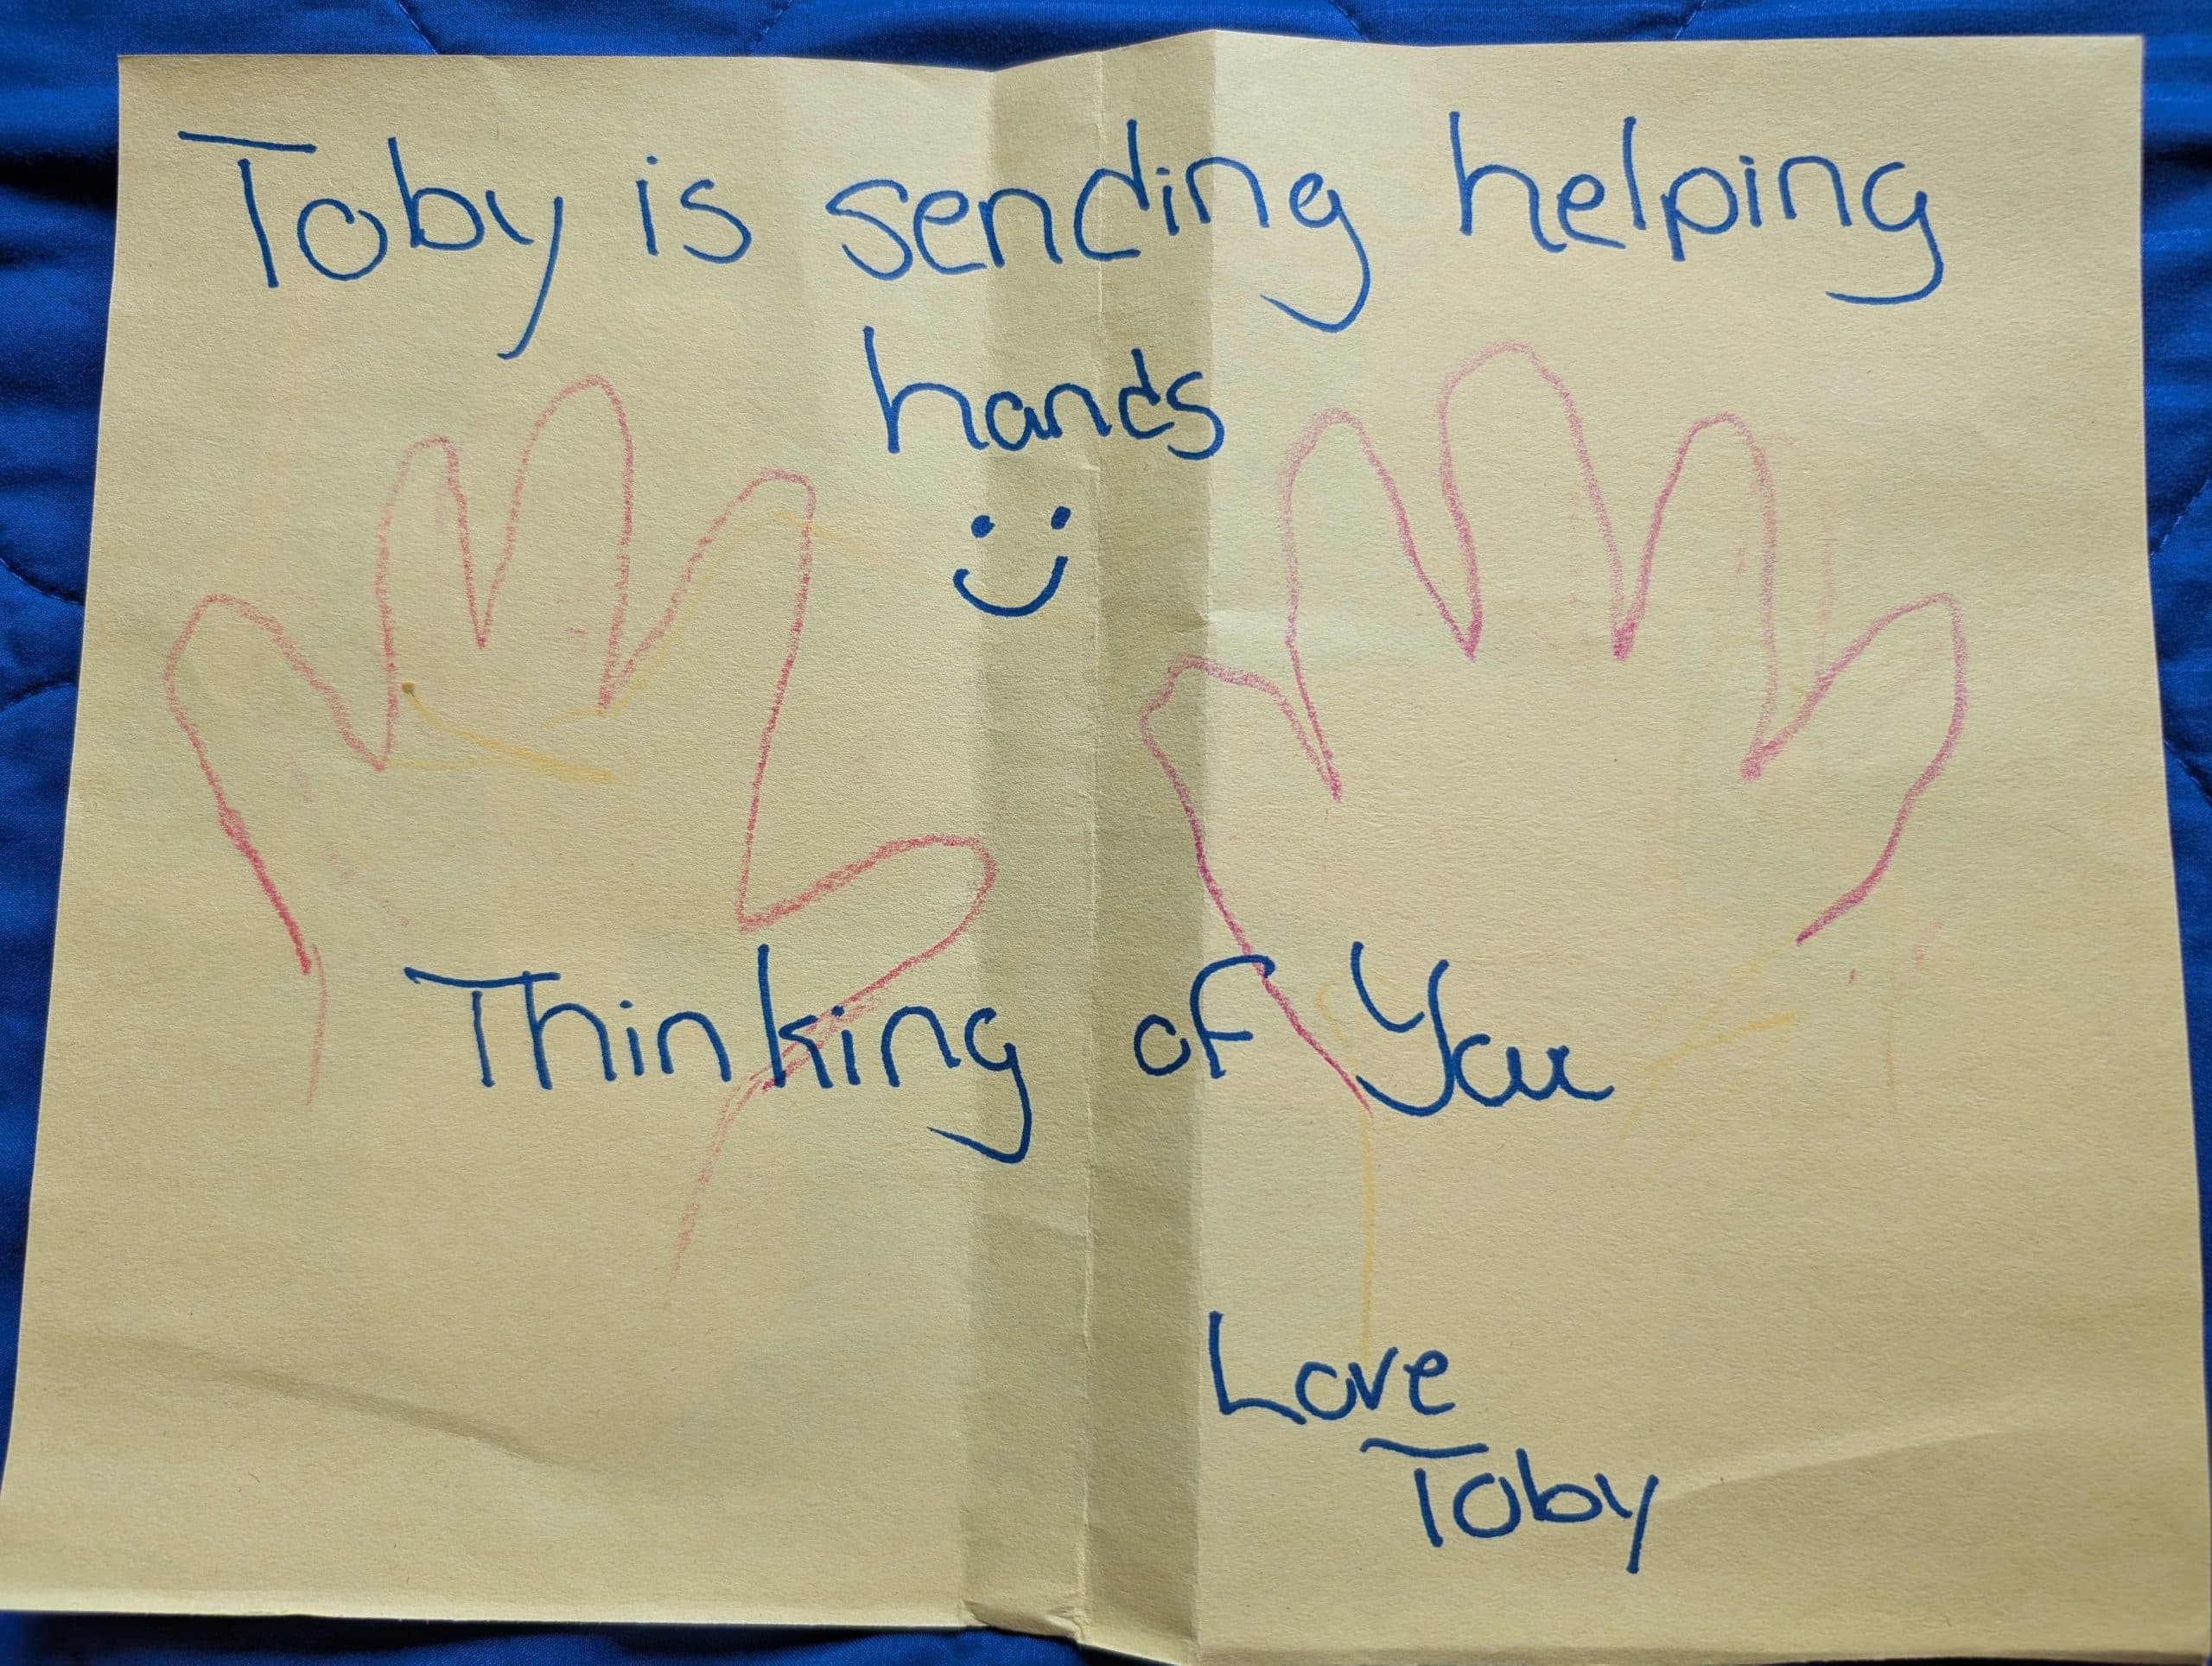 Toby is sending helping
hands
Thinking of You
Love
Toby